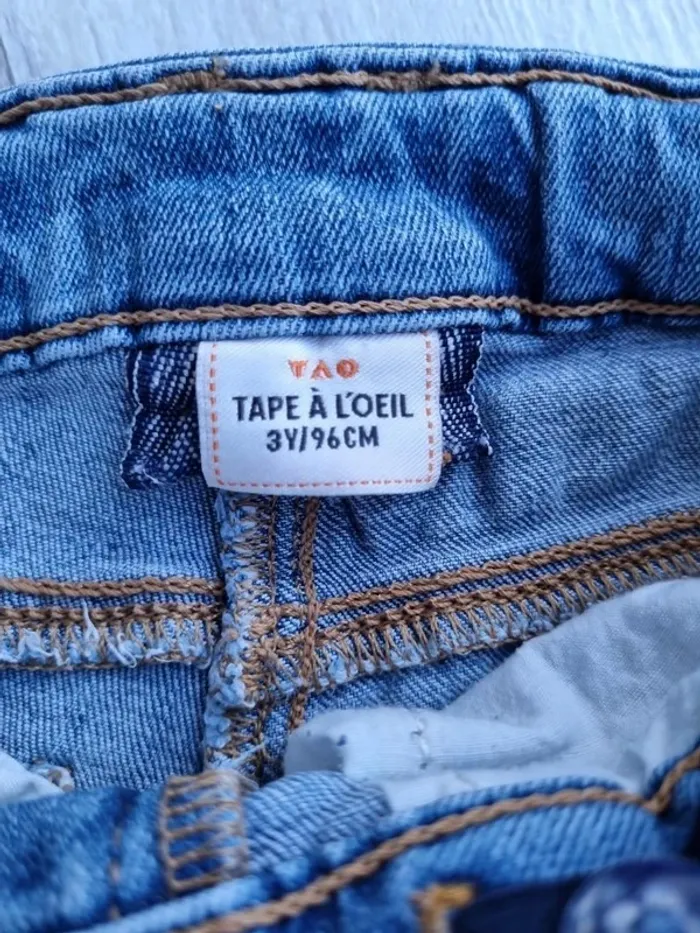 TAO
TAPE À L'OEIL
3Y/96CM